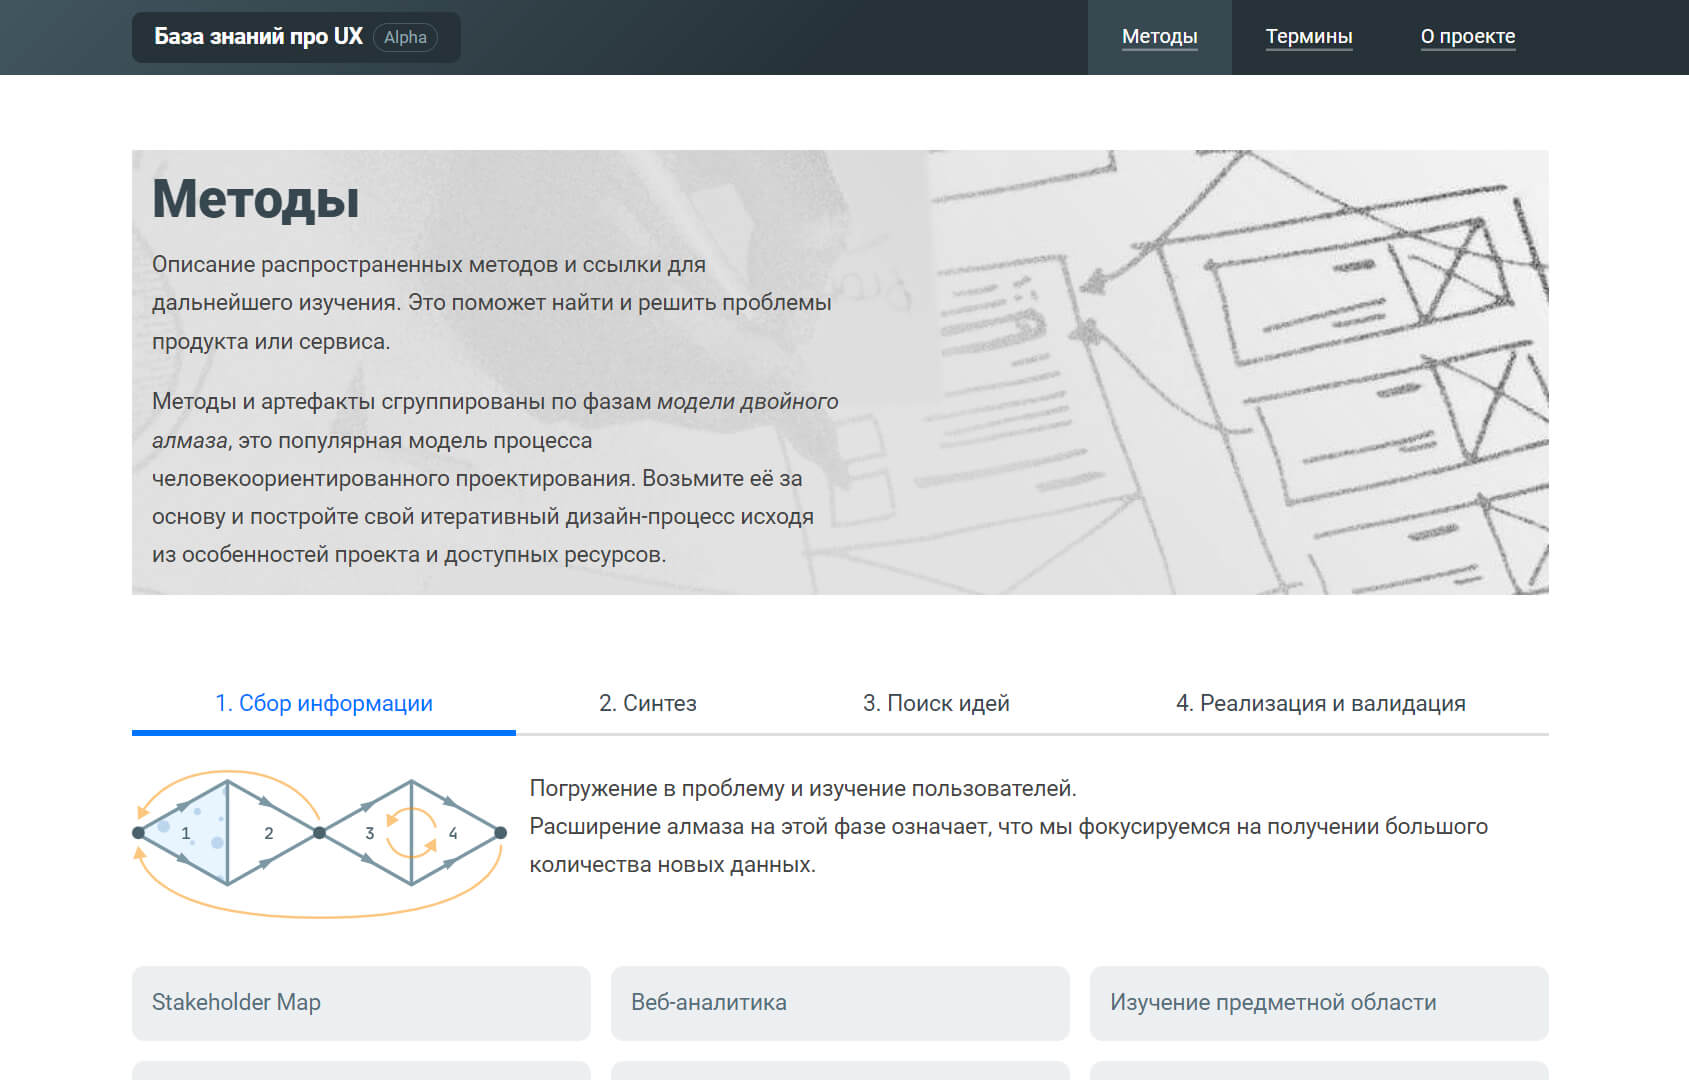 База знаний про UX Alpha
Методы Термины О проекте
Методы
Описание распространенных методов и ссылки для
дальнейшего изучения. Это поможет найти и решить проблемы
продукта или сервиса.
Методы и артефакты сгруппированы по фазам модели двойного
алмаза, это популярная модель процесса
человекоориентированного проектирования. Возьмите её за
основу и постройте свой итеративный дизайн-процесс исходя
из особенностей проекта и доступных ресурсов.
1. Сбор информации 2. Синтез 3. Поиск идей 4. Реализация и валидация
1 2 3 4
Погружение в проблему и изучение пользователей.
Расширение алмаза на этой фазе означает, что мы фокусируемся на получении большого
количества новых данных.
Stakeholder Map
Веб-аналитика
Изучение предметной области